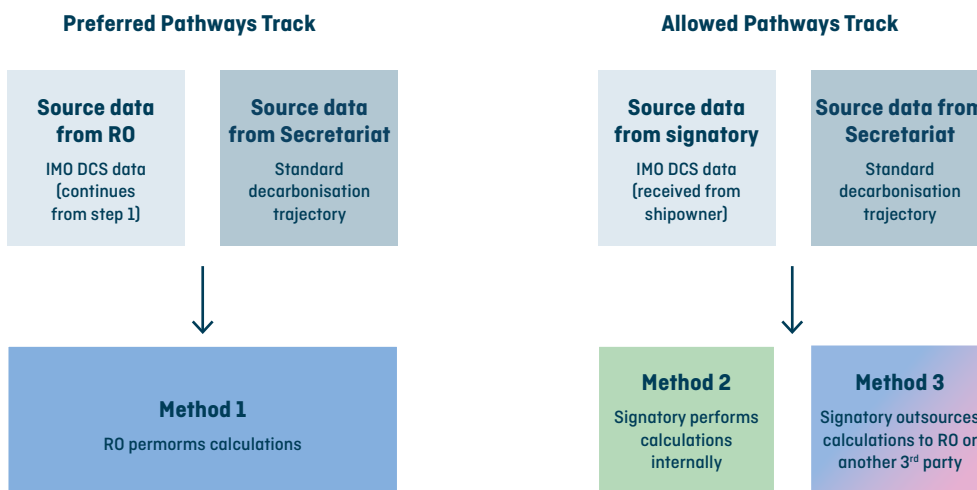 Preferred Pathways Track
Source data
from RO
IMO DCS data
(continues
from step 1)
Source data
from Secretariat
Standard
decarbonisation
trajectory
Method 1
RO permorms calculations
Allowed Pathways Track
Source data
from signatory
IMO DCS data
(received from
shipowner)
Source data from
Secretariat
Standard
decarbonisation
trajectory
Method 2
Signatory performs
calculations
internally
Method 3
Signatory outsources
calculations to RO or
another 3rd party